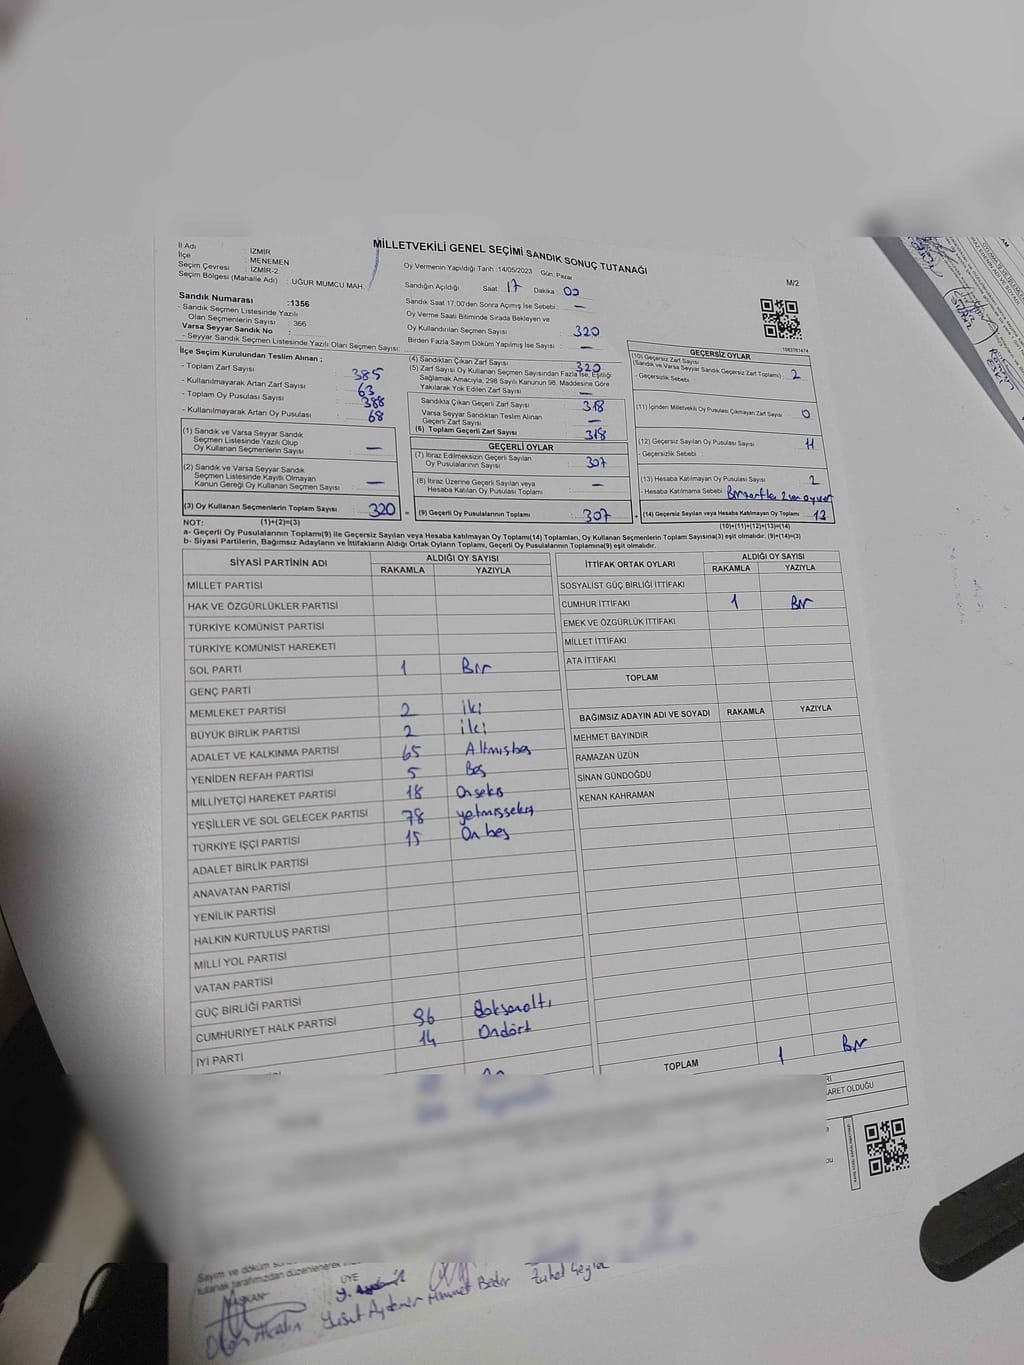 MİLLETVEKİLİ GENEL SEÇİMİ SANDIK SONUÇ TUTANAĞI
İl Adı : İZMİR
İlçe : MENEMEN
Seçim Çevresi : İZMİR-2
Seçim Bölgesi (Mahalle Adı) : UĞUR MUMCU MAH.
Oy Vermenin Yapıldığı Tarih :14/05/2023 Gün: Pazar
M/2
Sandık Numarası :1356
- Sandık Seçmen Listesinde Yazılı
Olan Seçmenlerin Sayısı : 366
Varsa Seyyar Sandık No :
- Seyyar Sandık Seçmen Listesinde Yazılı Olan Seçmen Sayısı:
Sandığın Açıldığı Saat: 17 Dakika: 00
Sandık Saat 17.00'den Sonra Açılmış İse Sebebi : —
Oy Verme Saati Bitiminde Sırada Bekleyen ve
Oy Kullandırılan Seçmen Sayısı : 320
Birden Fazla Sayım Döküm Yapılmış İse Sayısı : —
İlçe Seçim Kurulundan Teslim Alınan ;
- Toplam Zarf Sayısı : 385
- Kullanılmayarak Artan Zarf Sayısı : 63
- Toplam Oy Pusulası Sayısı : 388
- Kullanılmayarak Artan Oy Pusulası : 68
(1) Sandık ve Varsa Seyyar Sandık
Seçmen Listesinde Yazılı Olup
Oy Kullanan Seçmenlerin Sayısı : —
(2) Sandık ve Varsa Seyyar Sandık
Seçmen Listesinde Kayıtlı Olmayan
Kanun Gereği Oy Kullanan Seçmen Sayısı : —
(3) Oy Kullanan Seçmenlerin Toplam Sayısı : 320
(1)+(2)=(3)
(4) Sandıktan Çıkan Zarf Sayısı : 320
(5) Zarf Sayısı Oy Kullanan Seçmen Sayısından Fazla İse, Eşitliği
Sağlamak Amacıyla, 298 Sayılı Kanunun 98. Maddesine Göre
Yakılarak Yok Edilen Zarf Sayısı : —
Sandıkta Çıkan Geçerli Zarf Sayısı : 318
Varsa Seyyar Sandıktan Teslim Alınan
Geçerli Zarf Sayısı : —
(6) Toplam Geçerli Zarf Sayısı : 318
GEÇERLİ OYLAR
(7) İtiraz Edilmeksizin Geçerli Sayılan
Oy Pusulalarının Sayısı : 307
(8) İtiraz Üzerine Geçerli Sayılan veya
Hesaba Katılan Oy Pusulası Toplamı : —
(9) Geçerli Oy Pusulalarının Toplamı : 307
GEÇERSİZ OYLAR
(10) Geçersiz Zarf Sayısı
(Sandık ve Varsa Seyyar Sandık Geçersiz Zarf Toplamı) : 2
- Geçersizlik Sebebi
(11) İçinden Milletvekili Oy Pusulası Çıkmayan Zarf Sayısı : 0
(12) Geçersiz Sayılan Oy Pusulası Sayısı : 11
- Geçersizlik Sebebi
(13) Hesaba Katılmayan Oy Pusulası Sayısı : 2
- Hesaba Katılmama Sebebi :
(14) Geçersiz Sayılan veya Hesaba Katılmayan Oy Toplamı : 13
(10)+(11)+(12)+(13)=(14)
NOT:
a- Geçerli Oy Pusulalarının Toplamı(9) ile Geçersiz Sayılan veya Hesaba katılmayan Oy Toplamı(14) Toplamları, Oy Kullanan Seçmenlerin Toplam Sayısına(3) eşit olmalıdır. (9)+(14)=(3)
b- Siyasi Partilerin, Bağımsız Adayların ve İttifakların Aldığı Ortak Oyların Toplamı, Geçerli Oy Pusulalarının Toplamına(9) eşit olmalıdır.
SİYASİ PARTİNİN ADI ALDIĞI OY SAYISI
RAKAMLA YAZIYLA
MİLLET PARTİSİ
HAK VE ÖZGÜRLÜKLER PARTİSİ
TÜRKİYE KOMÜNİST PARTİSİ
TÜRKİYE KOMÜNİST HAREKETİ
SOL PARTİ 1 Bir
GENÇ PARTİ
MEMLEKET PARTİSİ 2 iki
BÜYÜK BİRLİK PARTİSİ 2 iki
ADALET VE KALKINMA PARTİSİ 65 Altmışbeş
YENİDEN REFAH PARTİSİ 5 Beş
MİLLİYETÇİ HAREKET PARTİSİ 18 Onsekiz
YEŞİLLER VE SOL GELECEK PARTİSİ 78 yetmişsekiz
TÜRKİYE İŞÇİ PARTİSİ 15 On beş
ADALET BİRLİK PARTİSİ
ANAVATAN PARTİSİ
YENİLİK PARTİSİ
HALKIN KURTULUŞ PARTİSİ
MİLLİ YOL PARTİSİ
VATAN PARTİSİ
GÜÇ BİRLİĞİ PARTİSİ
CUMHURİYET HALK PARTİSİ
İYİ PARTİ 14 Ondört
İTTİFAK ORTAK OYLARI ALDIĞI OY SAYISI
RAKAMLA YAZIYLA
SOSYALİST GÜÇ BİRLİĞİ İTTİFAKI
CUMHUR İTTİFAKI 1 Bir
EMEK VE ÖZGÜRLÜK İTTİFAKI
MİLLET İTTİFAKI
ATA İTTİFAKI
TOPLAM
BAĞIMSIZ ADAYIN ADI VE SOYADI RAKAMLA YAZIYLA
MEHMET BAYINDIR
RAMAZAN ÜZÜN
SİNAN GÜNDOĞDU
KENAN KAHRAMAN
TOPLAM 1 Bir
ARET OLDUĞU
Sayım ve döküm
tutanak tarafımızdan düzenlenerek
BAŞKAN
ÜYE